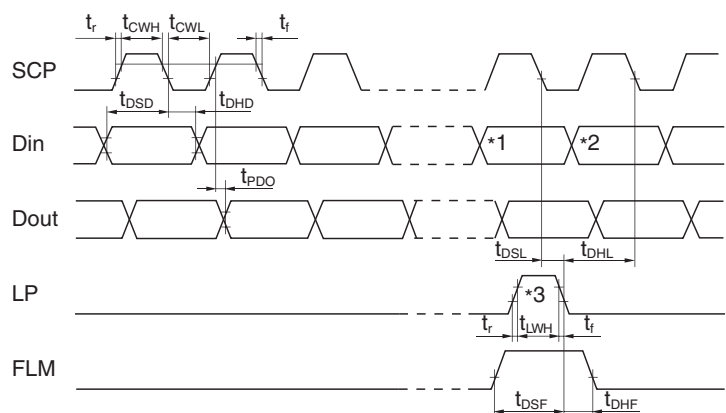 tr tCWH tCWL tf
SCP
tDSD tDHD
Din *1 *2
tPDO
Dout
tDSL tDHL
LP *3
tr tLWH tf
FLM
tDSF tDHF